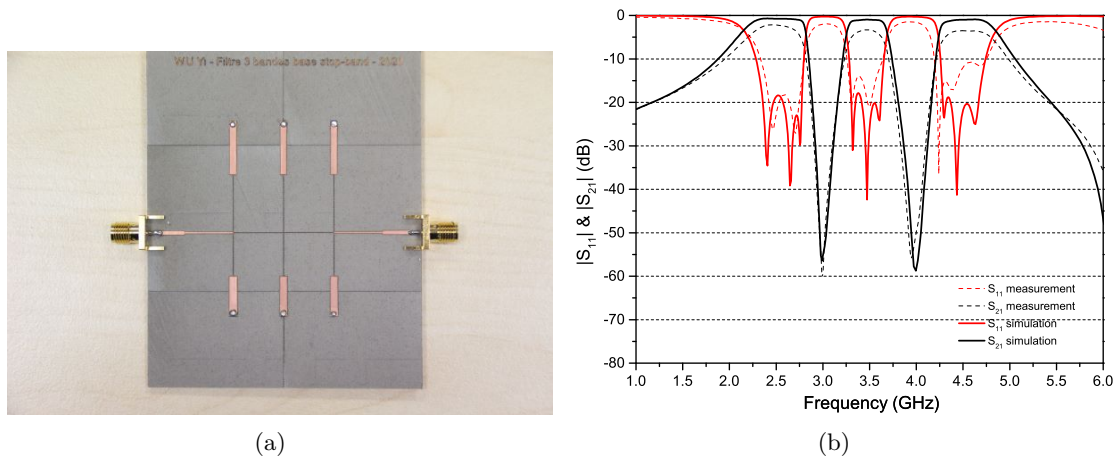 WU Yi - Filtre 3 bandes base stop-band - 2021
(a)
0
-10
-20
-30
-40
-50
-60
-70
-80
|S11| & |S21| (dB)
S11 measurement
S21 measurement
S11 simulation
S21 simulation
1.0 1.5 2.0 2.5 3.0 3.5 4.0 4.5 5.0 5.5 6.0
Frequency (GHz)
(b)